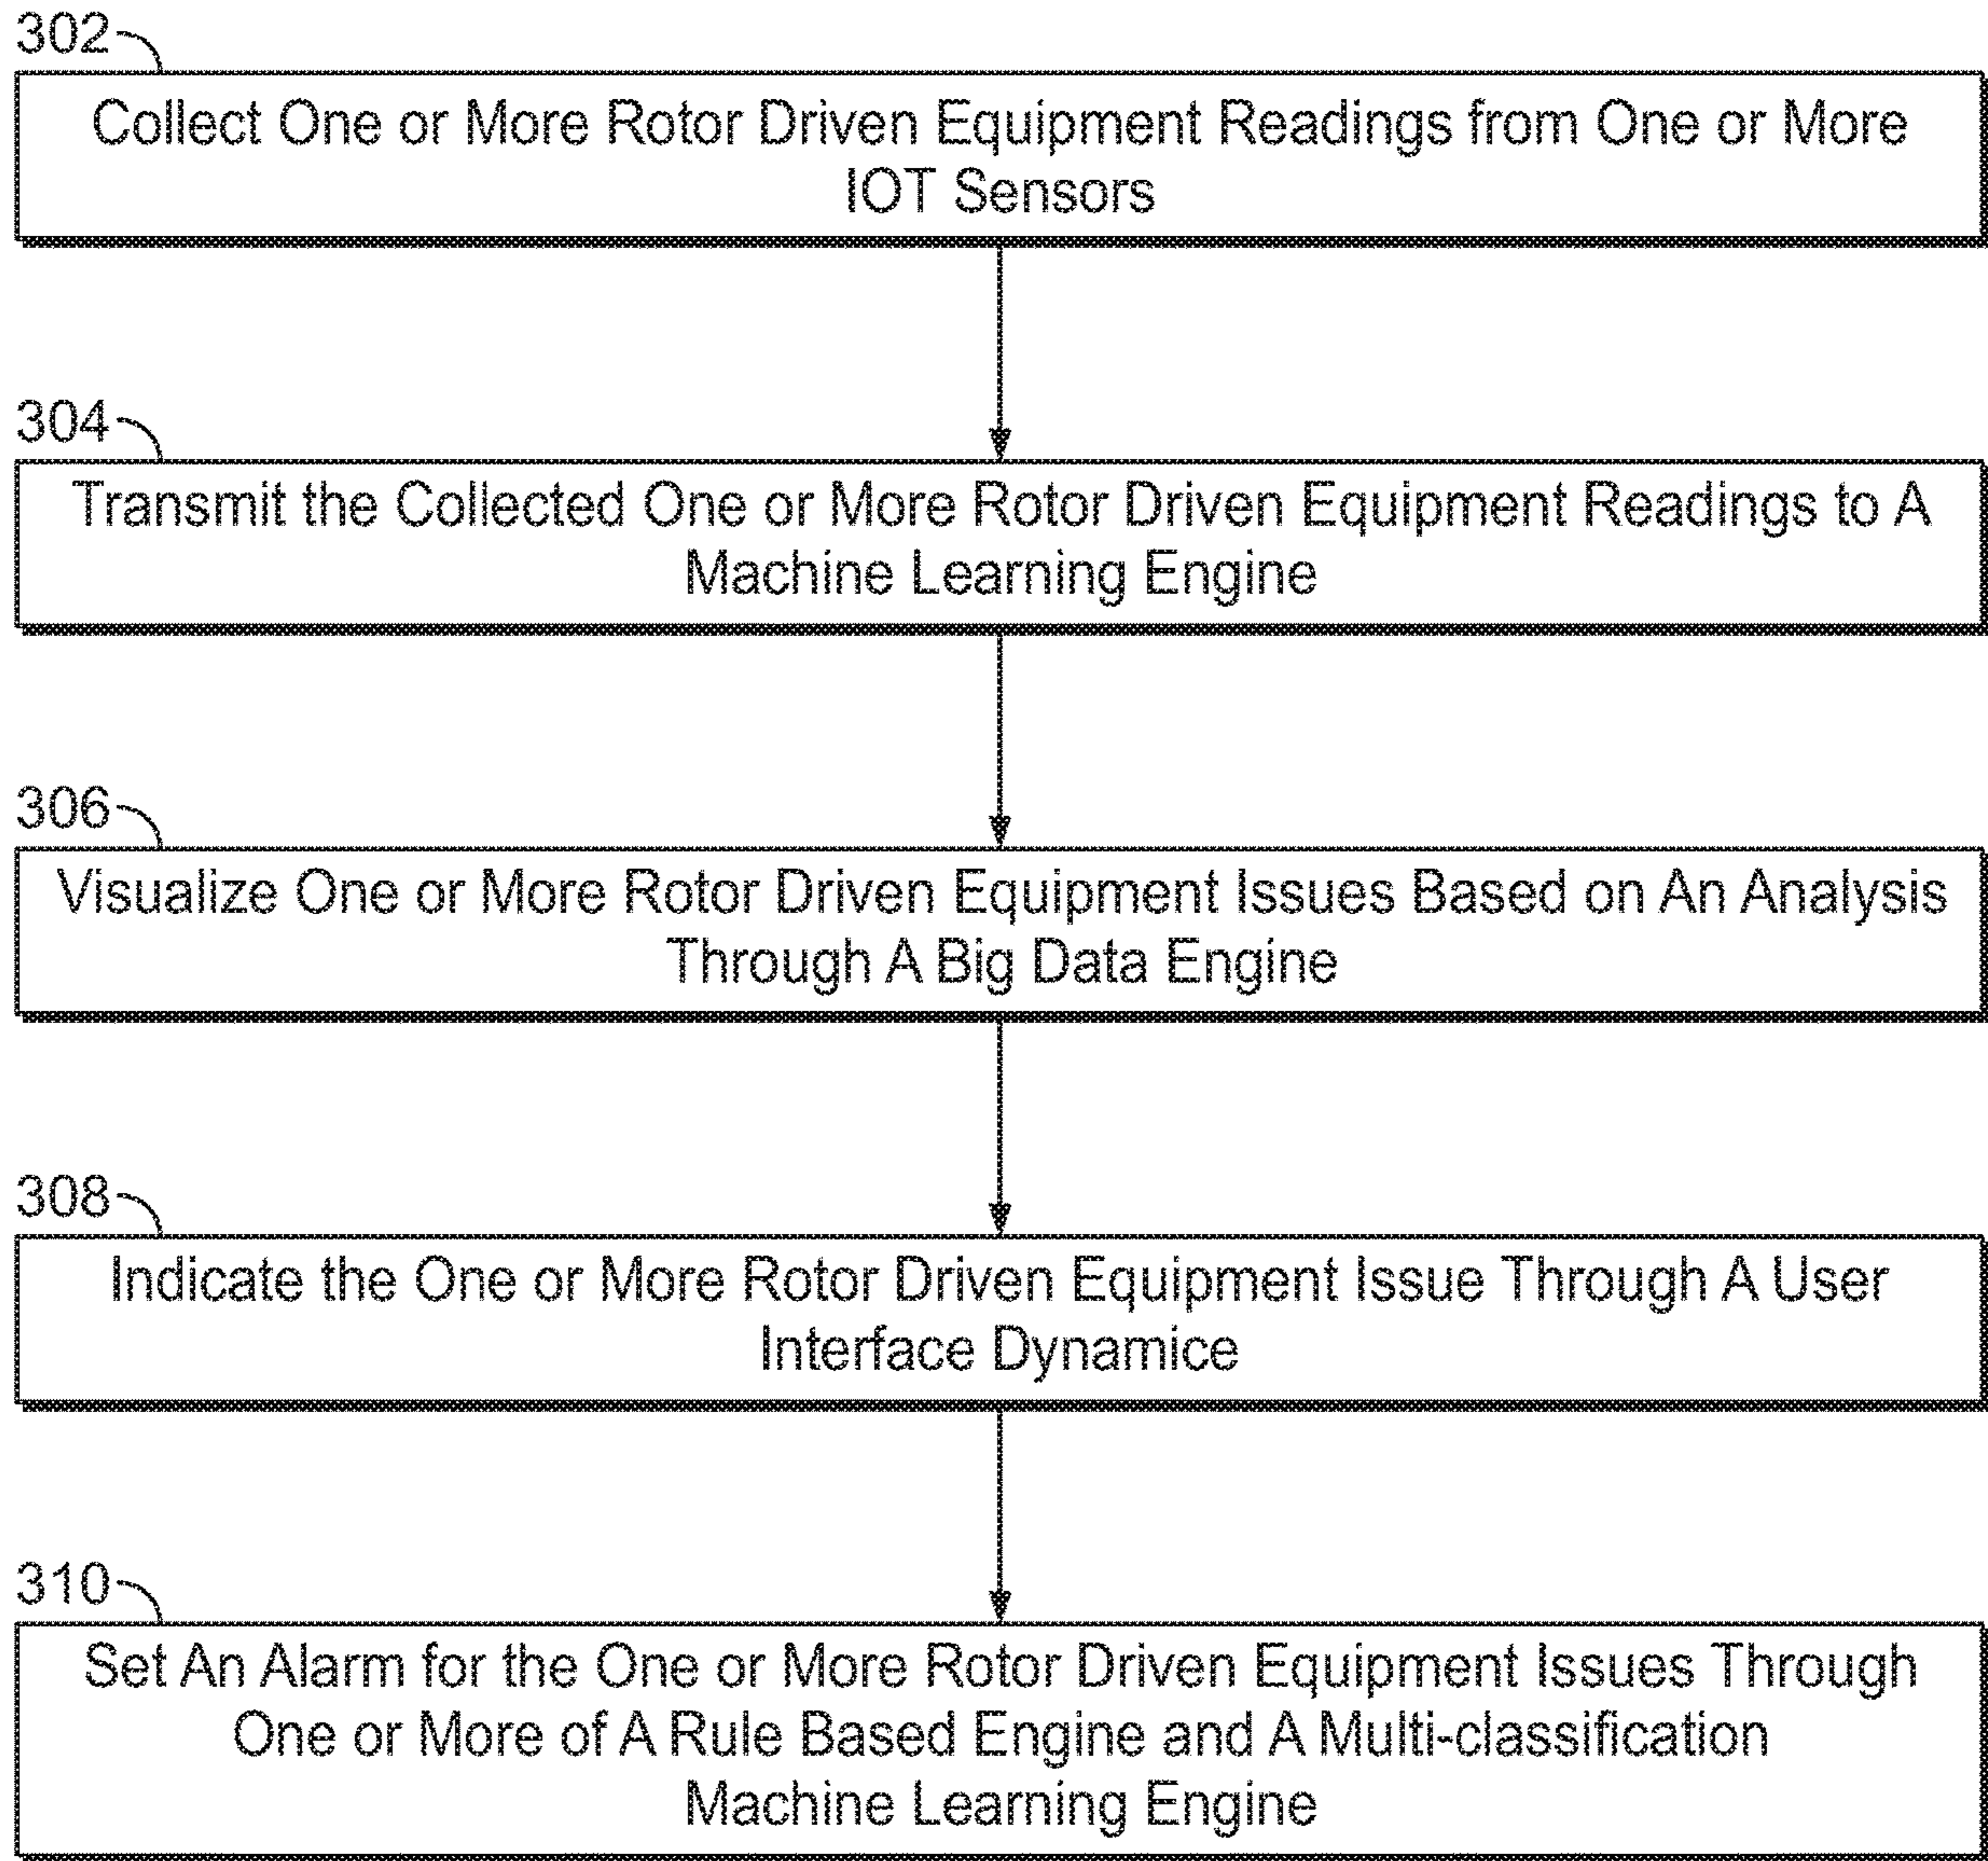 302
Collect One or More Rotor Driven Equipment Readings from One or More
IOT Sensors
304
Transmit the Collected One or More Rotor Driven Equipment Readings to A
Machine Learning Engine
306
Visualize One or More Rotor Driven Equipment Issues Based on An Analysis
Through A Big Data Engine
308
Indicate the One or More Rotor Driven Equipment Issue Through A User
Interface Dynamice
310
Set An Alarm for the One or More Rotor Driven Equipment Issues Through
One or More of A Rule Based Engine and A Multi-classification
Machine Learning Engine